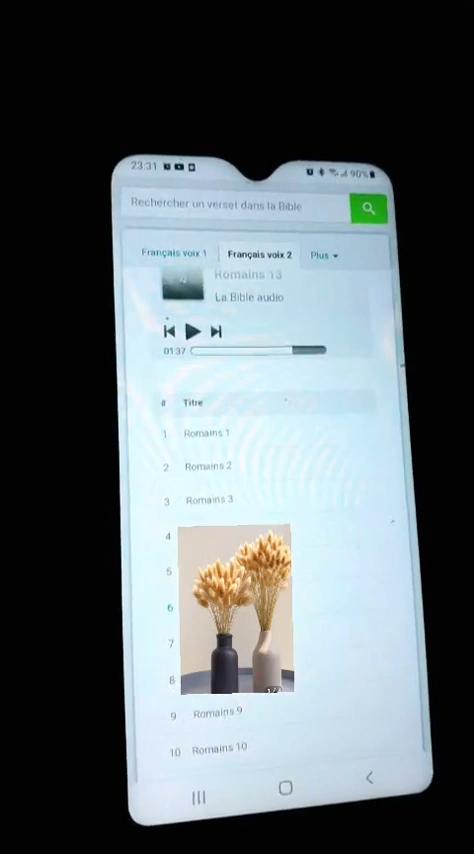 23:31 90%
Rechercher un verset dans la Bible
Français voix 1 Français voix 2 Plus
Romains 13
La Bible audio
01:37
# Titre
1 Romains 1
2 Romains 2
3 Romains 3
4
5
6
7
8
9 Romains 9
10 Romains 10